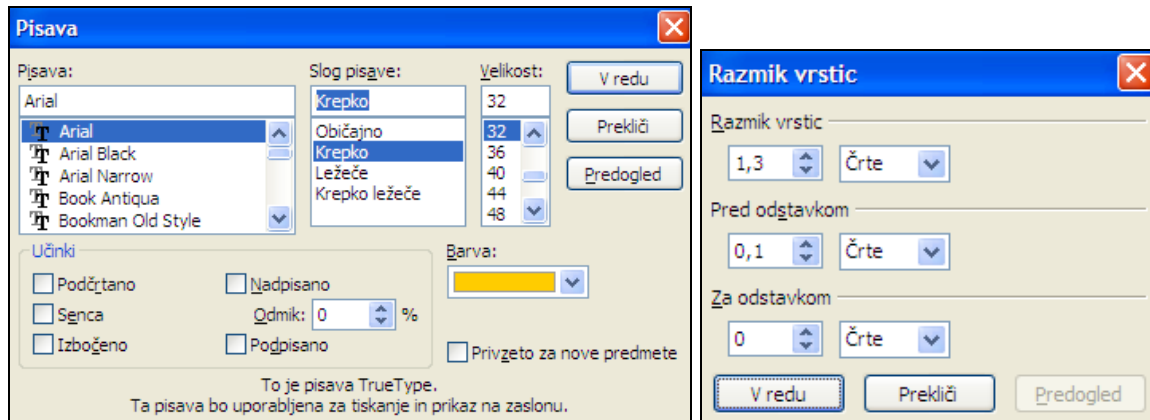 Pisava
Pisava:
Slog pisave:
Velikost:
Arial
Krepko
32
Arial
Arial Black
Arial Narrow
Book Antiqua
Bookman Old Style
Običajno
Krepko
Ležeče
Krepko ležeče
32
36
40
44
48
V redu
Prekliči
Predogled
Učinki
Podčrtano
Nadpisano
Senca
Odmik: 0 %
Izboženo
Podpisano
Barva:
Privzeto za nove predmete
To je pisava TrueType.
Ta pisava bo uporabljena za tiskanje in prikaz na zaslonu.
Razmik vrstic
Razmik vrstic
1,3 Črte
Pred odstavkom
0,1 Črte
Za odstavkom
0 Črte
V redu Prekliči Predogled